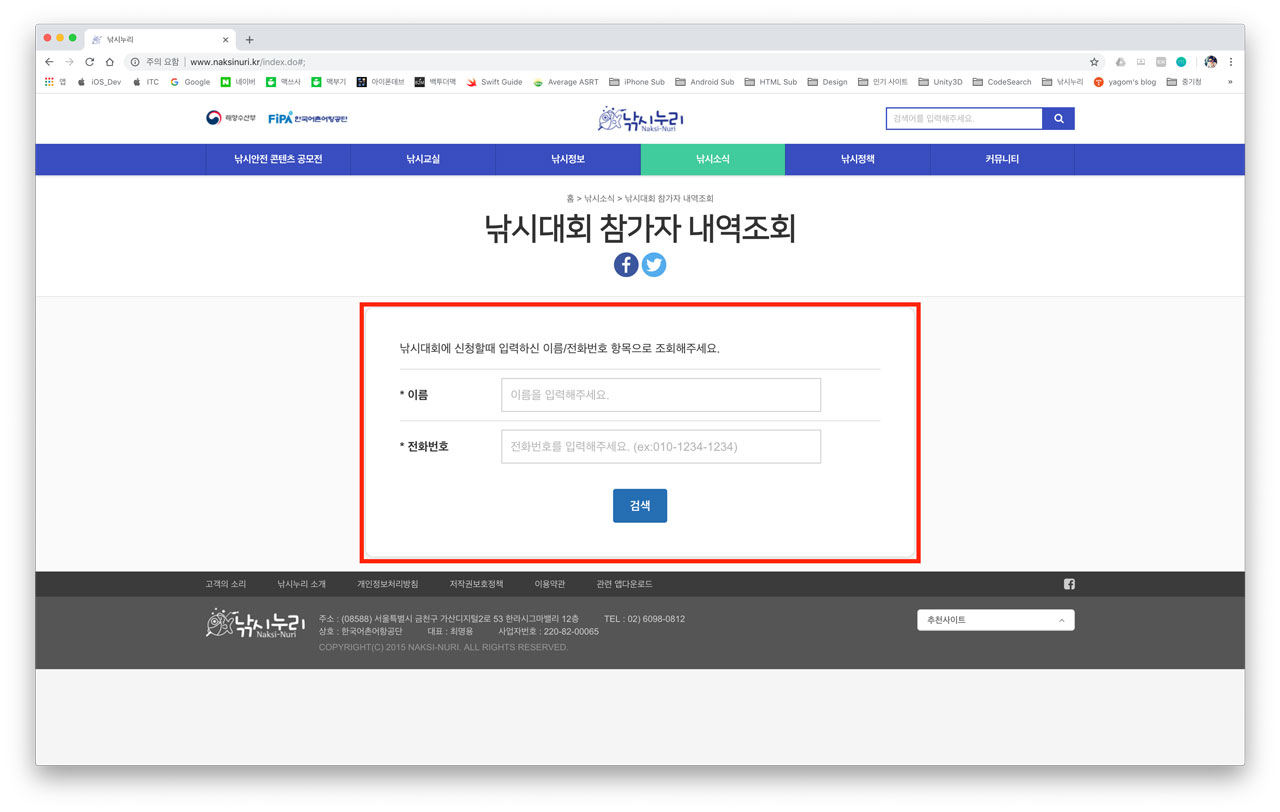 낚시누리
주의 요함 | www.naksinuri.kr/index.do#;
앱 iOS_Dev ITC Google 네이버 맥쓰사 맥부기 아이폰데브 백투더맥 Swift Guide Average ASRT iPhone Sub Android Sub HTML Sub Design 인기 사이트 Unity3D CodeSearch 낚시누리 yagom's blog 중기청 »
해양수산부 FiPA 한국어촌어항공단 낚시누리 Naksi-Nuri 검색어를 입력해주세요.
낚시안전 콘텐츠 공모전 낚시교실 낚시정보 낚시소식 낚시정책 커뮤니티
홈 > 낚시소식 > 낚시대회 참가자 내역조회
낚시대회 참가자 내역조회
낚시대회에 신청할때 입력하신 이름/전화번호 항목으로 조회해주세요.
* 이름 이름을 입력해주세요.
* 전화번호 전화번호를 입력해주세요. (ex:010-1234-1234)
검색
고객의 소리 낚시누리 소개 개인정보처리방침 저작권보호정책 이용약관 관련 앱다운로드
낚시누리 Naksi-Nuri
주소 : (08588) 서울특별시 금천구 가산디지털2로 53 한라시그마밸리 12층 TEL : 02) 6098-0812
상호 : 한국어촌어항공단 대표 : 최명용 사업자번호 : 220-82-00065
COPYRIGHT(C) 2015 NAKSI-NURI. ALL RIGHTS RESERVED.
추천사이트